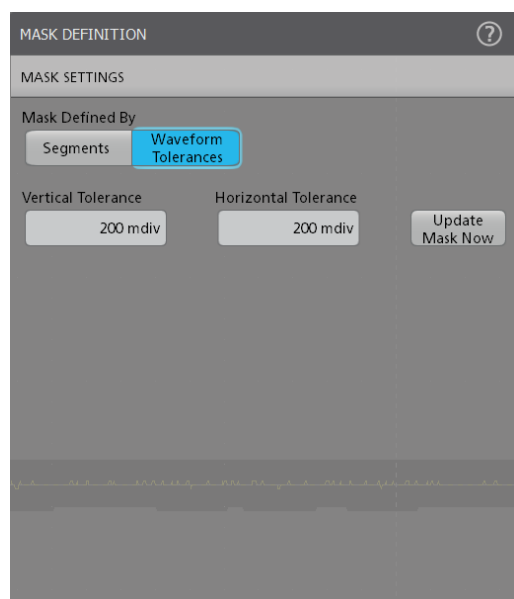 MASK DEFINITION
?
MASK SETTINGS
Mask Defined By
Segments
Waveform
Tolerances
Vertical Tolerance
Horizontal Tolerance
200 mdiv
200 mdiv
Update
Mask Now